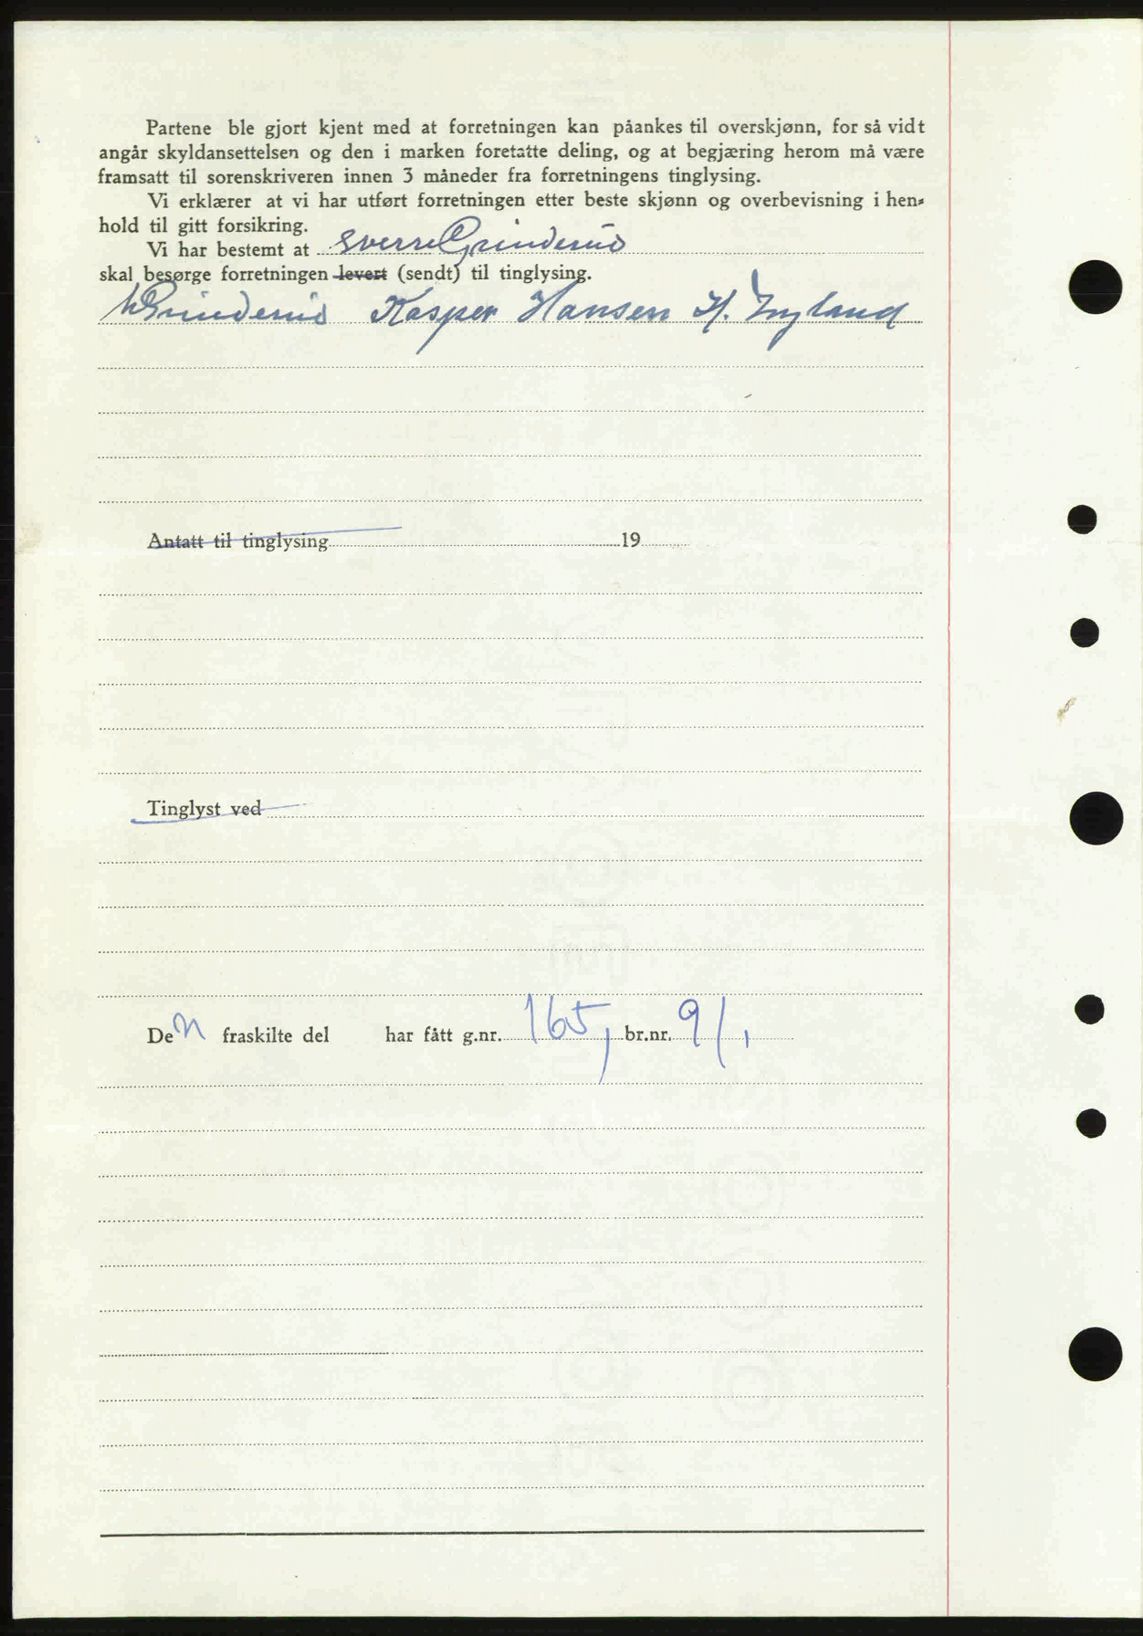 Partene ble gjort kjent med at forretningen kan påankes til overskjønn, for så vidt
angår skyldansettelsen og den i marken foretatte deling, og at begjæring herom må være
framsatt til sorenskriveren innen 3 måneder fra forretningens tinglysing.
Vi erklærer at vi har utført forretningen etter beste skjønn og overbevisning i hen-
hold til gitt forsikring.
Vi har bestemt at Sverre Grinderud
skal besørge forretningen levert (sendt) til tinglysing.
Grinderud Kasper Hansen H.
Antatt til tinglysing 19
Tinglyst ved
Den fraskilte del har fått g.nr. 165, br.nr. 91,